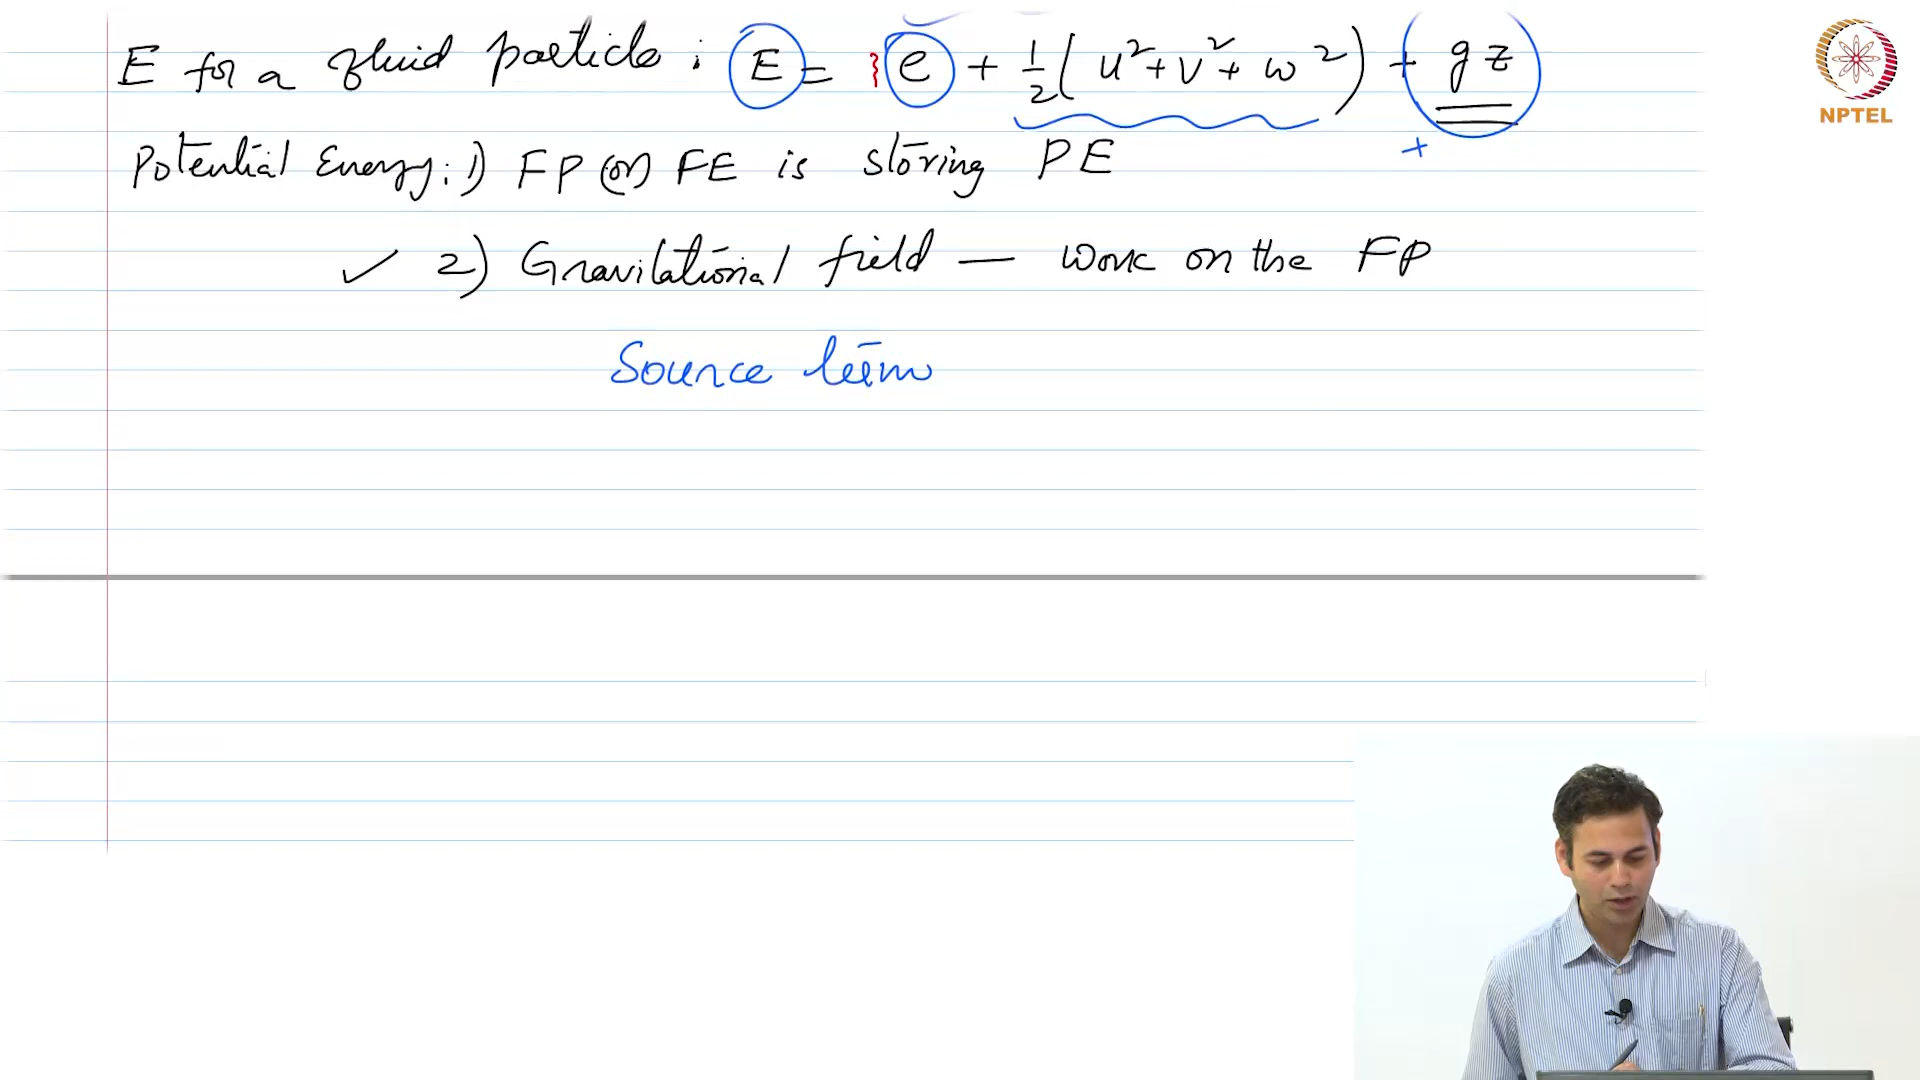 E for a fluid particle : E = e + 1/2 ( u² + v² + w² ) + gz
+
Potential Energy: 1) FP (or) FE is storing PE
✓ 2) Gravitational field — work on the FP
Source term
NPTEL